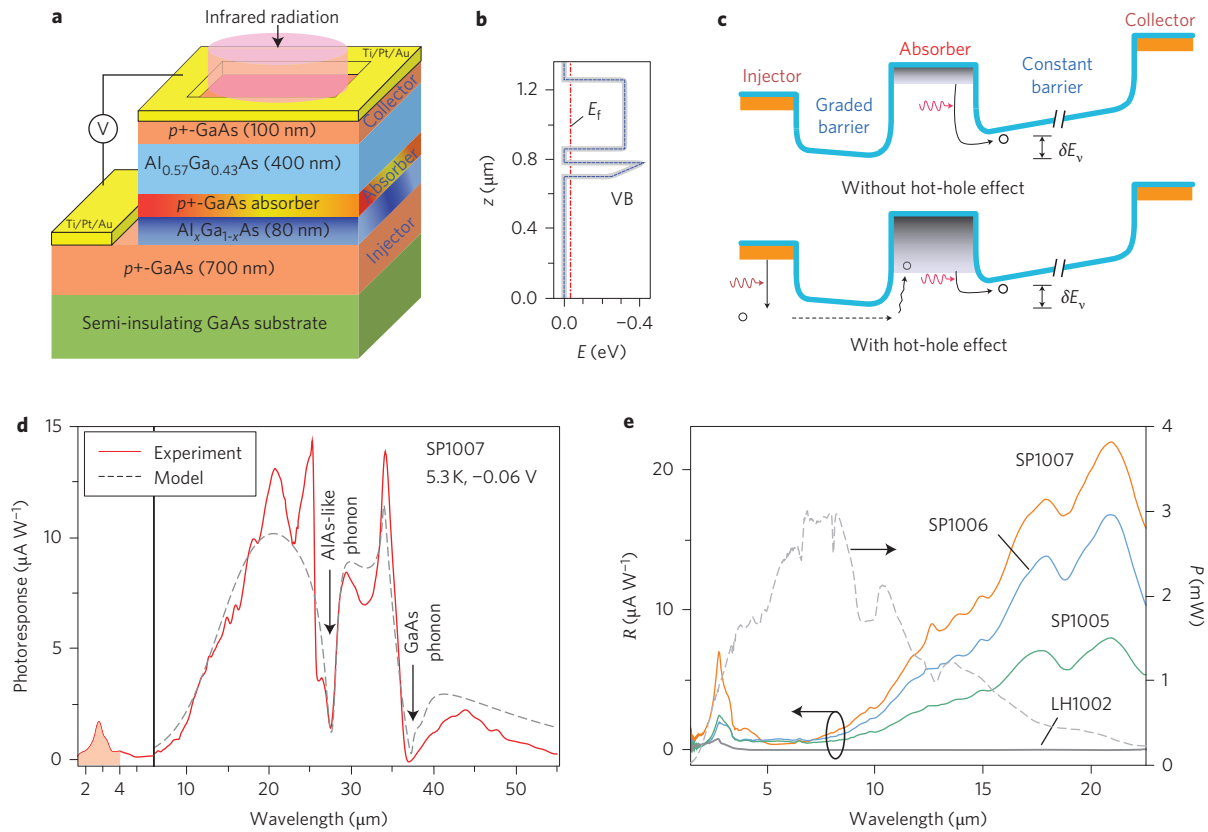 a
Infrared radiation
Ti/Pt/Au
V
p+-GaAs (100 nm)
Collector
Al0.57Ga0.43As (400 nm)
Absorber
p+-GaAs absorber
Ti/Pt/Au
AlxGa1-xAs (80 nm)
Injector
p+-GaAs (700 nm)
Semi-insulating GaAs substrate
b
1.2
Ef
0.8
z (μm)
VB
0.4
0.0
0.0
−0.4
E (eV)
c
Collector
Absorber
Injector
Constant
barrier
Graded
barrier
δEν
Without hot-hole effect
δEν
With hot-hole effect
d
15
10
5
0
Photoresponse (μA W−1)
Experiment
Model
SP1007
5.3 K, −0.06 V
AlAs-like
phonon
GaAs
phonon
2
4
10
20
30
40
50
Wavelength (μm)
e
20
10
0
R (μA W−1)
SP1007
SP1006
SP1005
LH1002
4
3
2
1
0
P (mW)
5
10
15
20
Wavelength (μm)